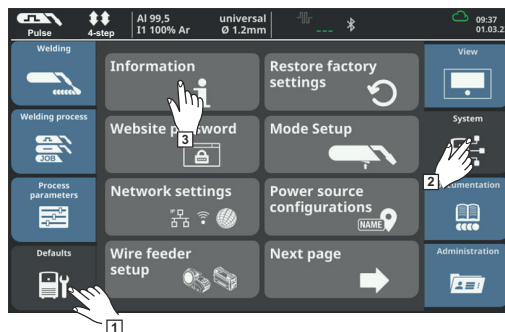 Pulse
4-step
Al 99,5 universal
I1 100% Ar Ø 1.2mm
---
09:37
01.03.2
Welding
Welding process
JOB
Process
parameters
Defaults
1
Information
3
Restore factory
settings
Website p ssword
Mode Setup
Network settings
Power source
configurations
NAME
Wire feeder
setup
Next page
View
System
2
cumentation
Administration